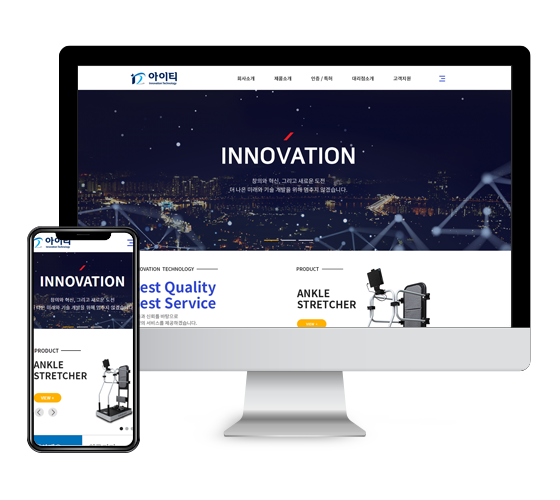 아이티
Innovation Technology
회사소개
제품소개
인증 / 특허
대리점소개
고객지원
INNOVATION
창의와 혁신, 그리고 새로운 도전
더 나은 미래와 기술 개발을 위해 멈추지 않겠습니다.
NOVATION TECHNOLOGY
est Quality
est Service
과 신뢰를 바탕으로
의 서비스를 제공하겠습니다.
PRODUCT
ANKLE
STRETCHER
VIEW +
아이티
Innovation Technology
INNOVATION
창의와 혁신, 그리고 새로운 도전
더 나은 미래와 기술 개발을 위해 멈추지 않겠습니다.
PRODUCT
ANKLE
STRETCHER
VIEW +